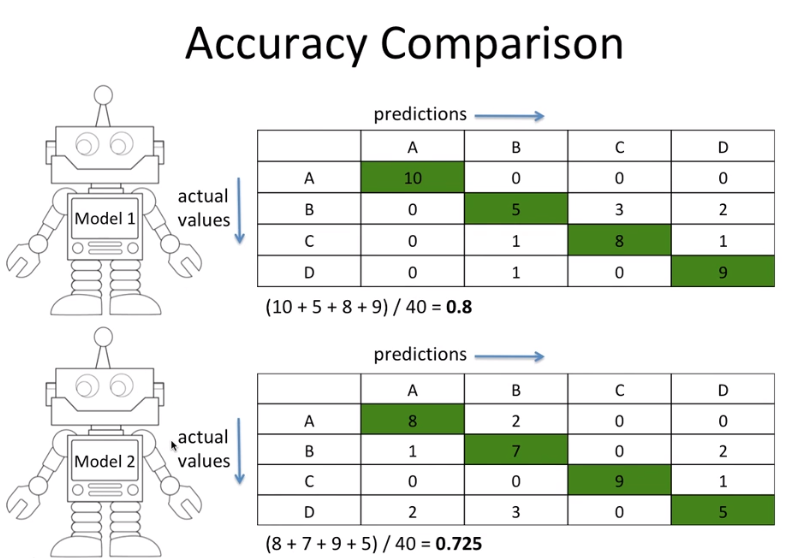 Accuracy Comparison
predictions
A B C D
A 10 0 0 0
B 0 5 3 2
C 0 1 8 1
D 0 1 0 9
actual
values
Model 1
(10 + 5 + 8 + 9) / 40 = 0.8
predictions
A B C D
A 8 2 0 0
B 1 7 0 2
C 0 0 9 1
D 2 3 0 5
actual
values
Model 2
(8 + 7 + 9 + 5) / 40 = 0.725